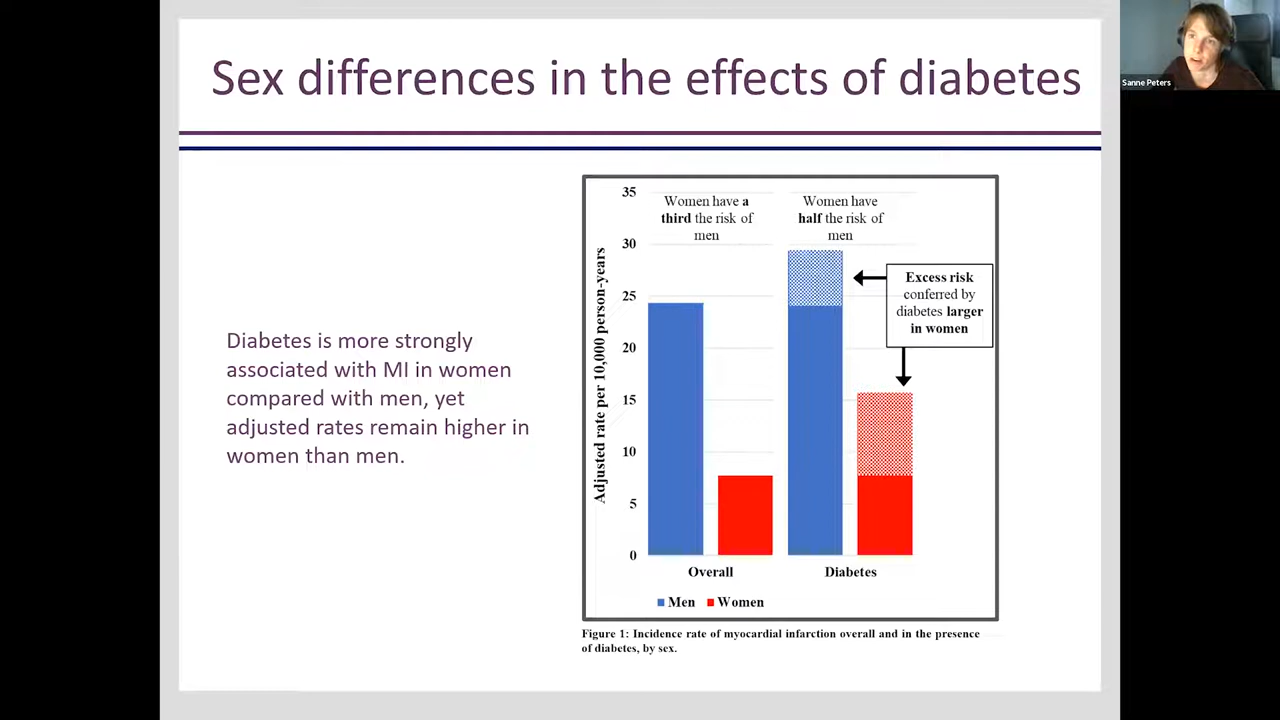 Sex differences in the effects of diabetes
Sanne Peters
Diabetes is more strongly
associated with MI in women
compared with men, yet
adjusted rates remain higher in
women than men.
Adjusted rate per 10,000 person-years
35
30
25
20
15
10
5
0
Women have a
third the risk of
men
Women have
half the risk of
men
Excess risk
conferred by
diabetes larger
in women
Overall
Diabetes
Men
Women
Figure 1: Incidence rate of myocardial infarction overall and in the presence
of diabetes, by sex.